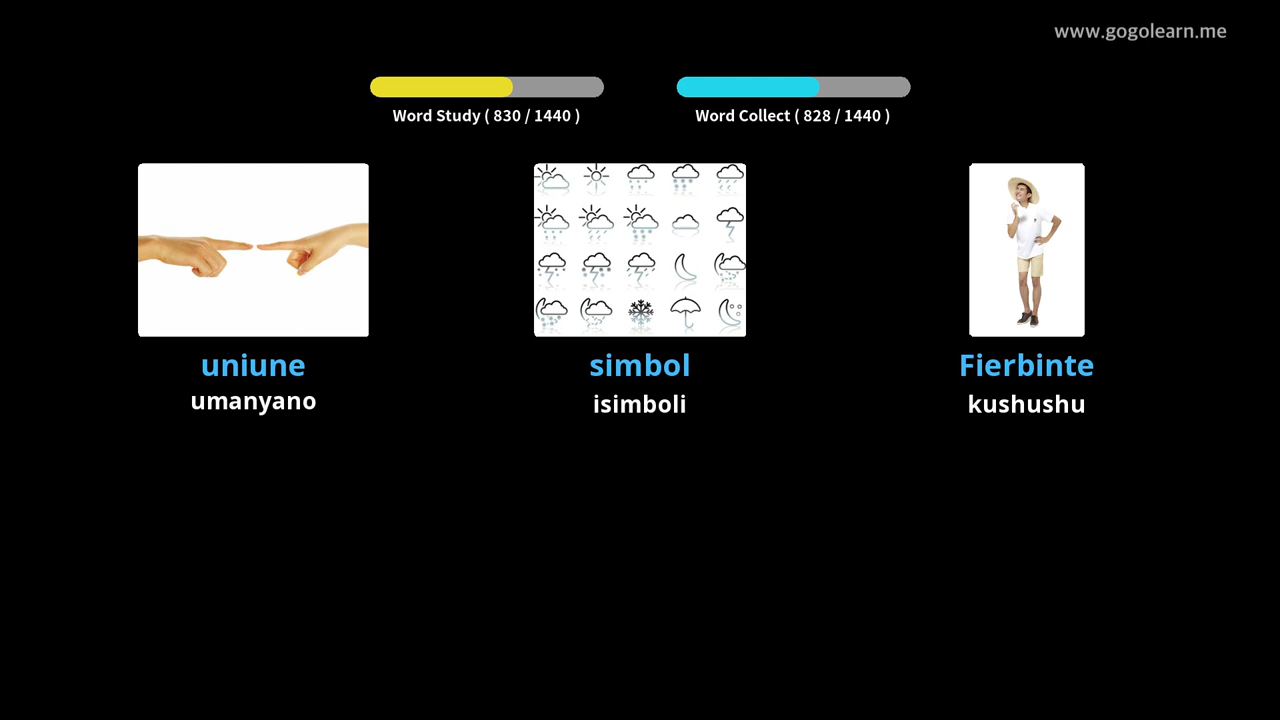 www.gogolearn.me
Word Study ( 830 / 1440 )
Word Collect ( 828 / 1440 )
uniune
umanyano
simbol
isimboli
Fierbinte
kushushu